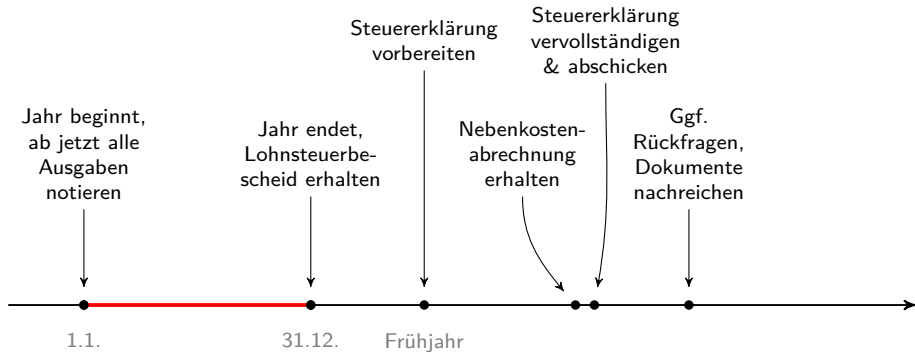 Jahr beginnt,
ab jetzt alle
Ausgaben
notieren
Jahr endet,
Lohnsteuerbe-
scheid erhalten
Steuererklärung
vorbereiten
Nebenkosten-
abrechnung
erhalten
Steuererklärung
vervollständigen
& abschicken
Ggf.
Rückfragen,
Dokumente
nachreichen
1.1.
31.12.
Frühjahr